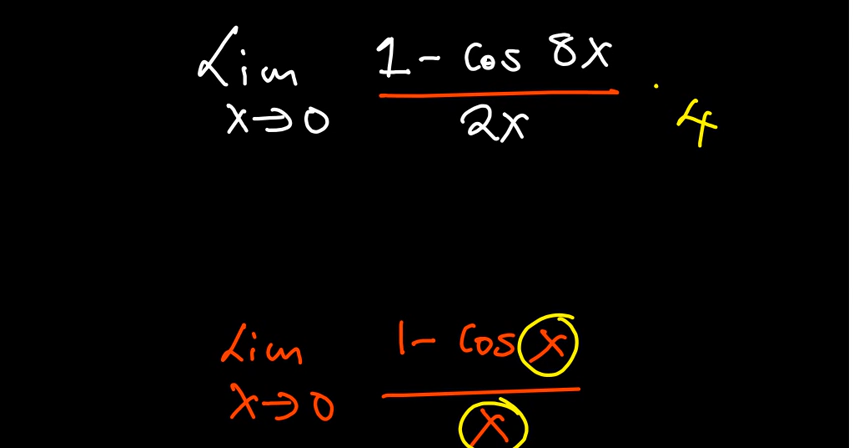 Lim 1 - cos 8x
x→0 2x · 4
Lim 1 - cos x
x→0 x